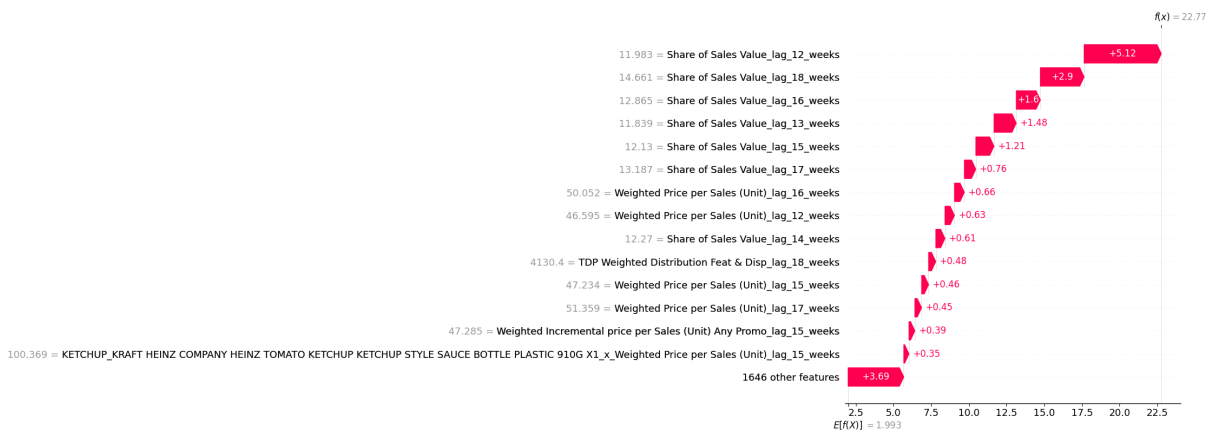 f(x) = 22.77
11.983 = Share of Sales Value_lag_12_weeks +5.12
14.661 = Share of Sales Value_lag_18_weeks +2.9
12.865 = Share of Sales Value_lag_16_weeks +1.6
11.839 = Share of Sales Value_lag_13_weeks +1.48
12.13 = Share of Sales Value_lag_15_weeks +1.21
13.187 = Share of Sales Value_lag_17_weeks +0.76
50.052 = Weighted Price per Sales (Unit)_lag_16_weeks +0.66
46.595 = Weighted Price per Sales (Unit)_lag_12_weeks +0.63
12.27 = Share of Sales Value_lag_14_weeks +0.61
4130.4 = TDP Weighted Distribution Feat & Disp_lag_18_weeks +0.48
47.234 = Weighted Price per Sales (Unit)_lag_15_weeks +0.46
51.359 = Weighted Price per Sales (Unit)_lag_17_weeks +0.45
47.285 = Weighted Incremental price per Sales (Unit) Any Promo_lag_15_weeks +0.39
100.369 = KETCHUP_KRAFT HEINZ COMPANY HEINZ TOMATO KETCHUP KETCHUP STYLE SAUCE BOTTLE PLASTIC 910G X1_x_Weighted Price per Sales (Unit)_lag_15_weeks +0.35
1646 other features +3.69
2.5 5.0 7.5 10.0 12.5 15.0 17.5 20.0 22.5
E[f(X)] = 1.993